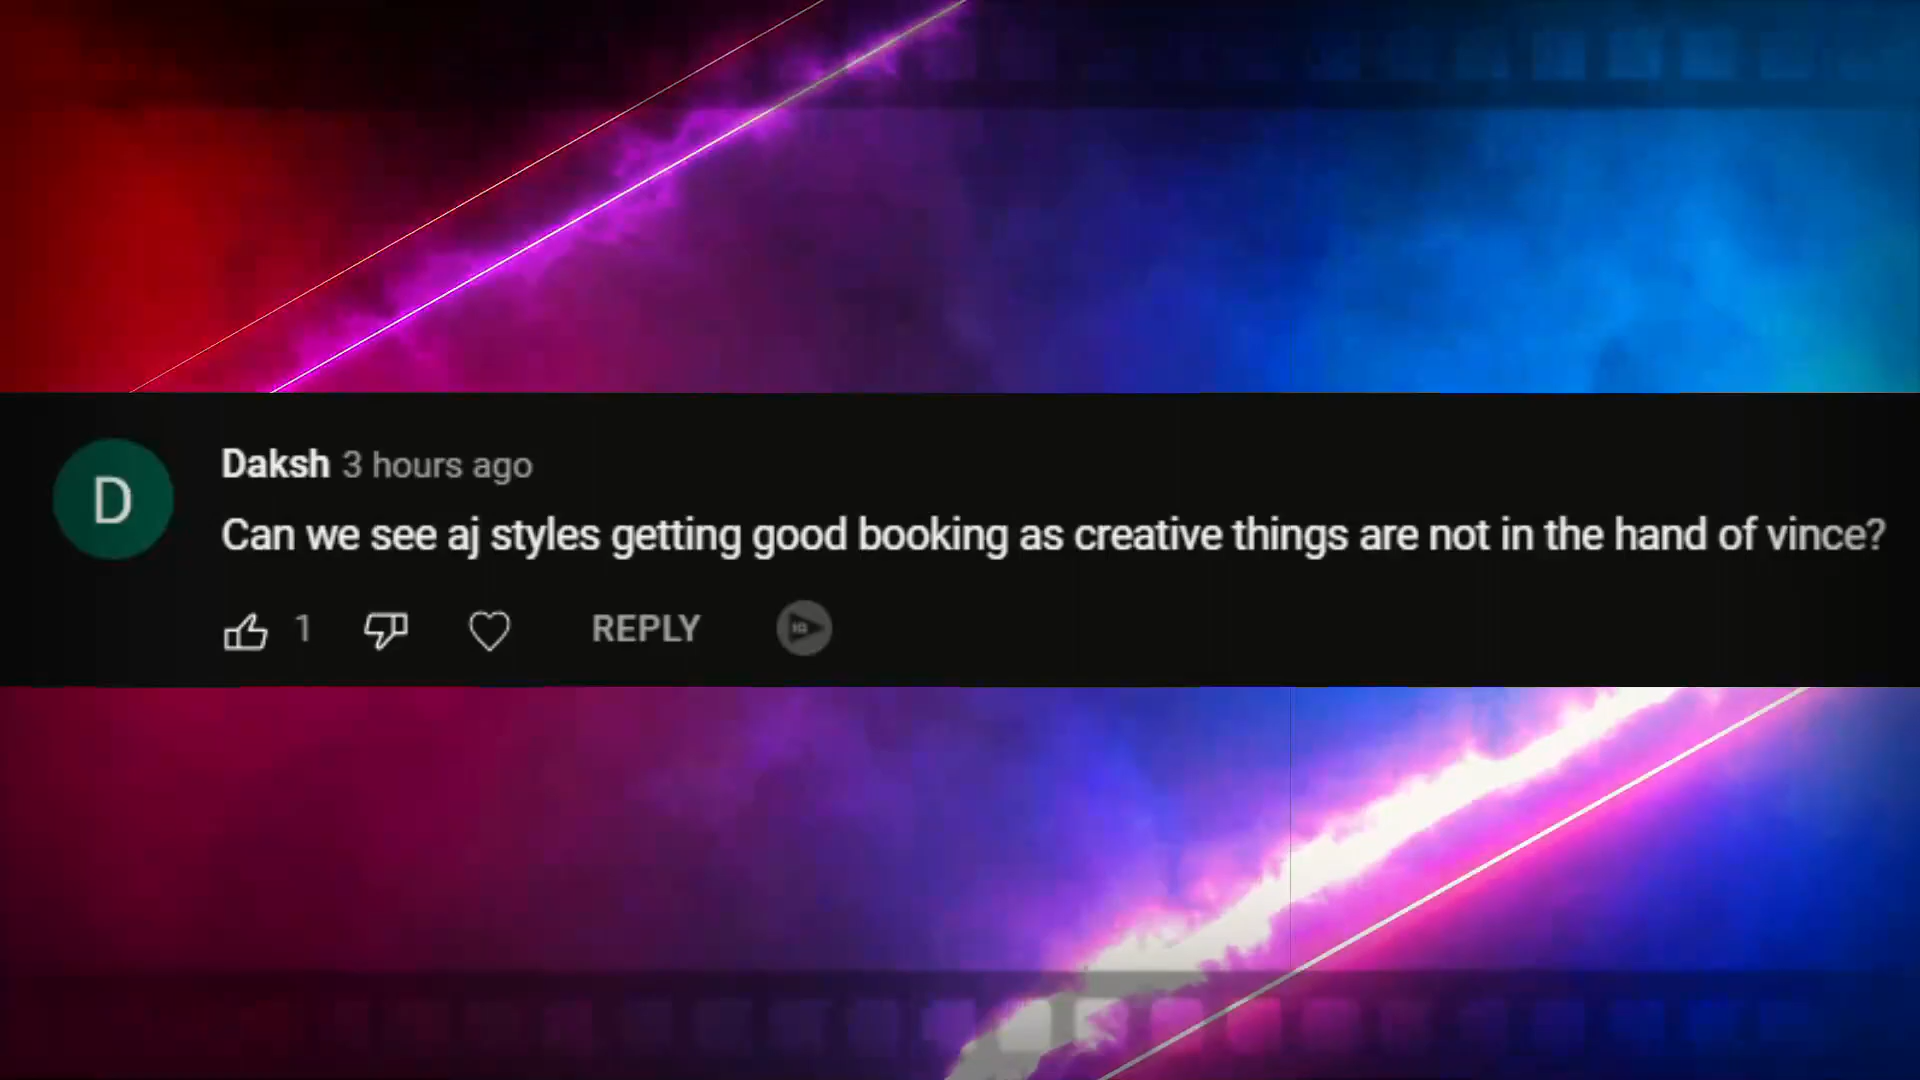 D
Daksh 3 hours ago
Can we see aj styles getting good booking as creative things are not in the hand of vince?
1
REPLY
IQ